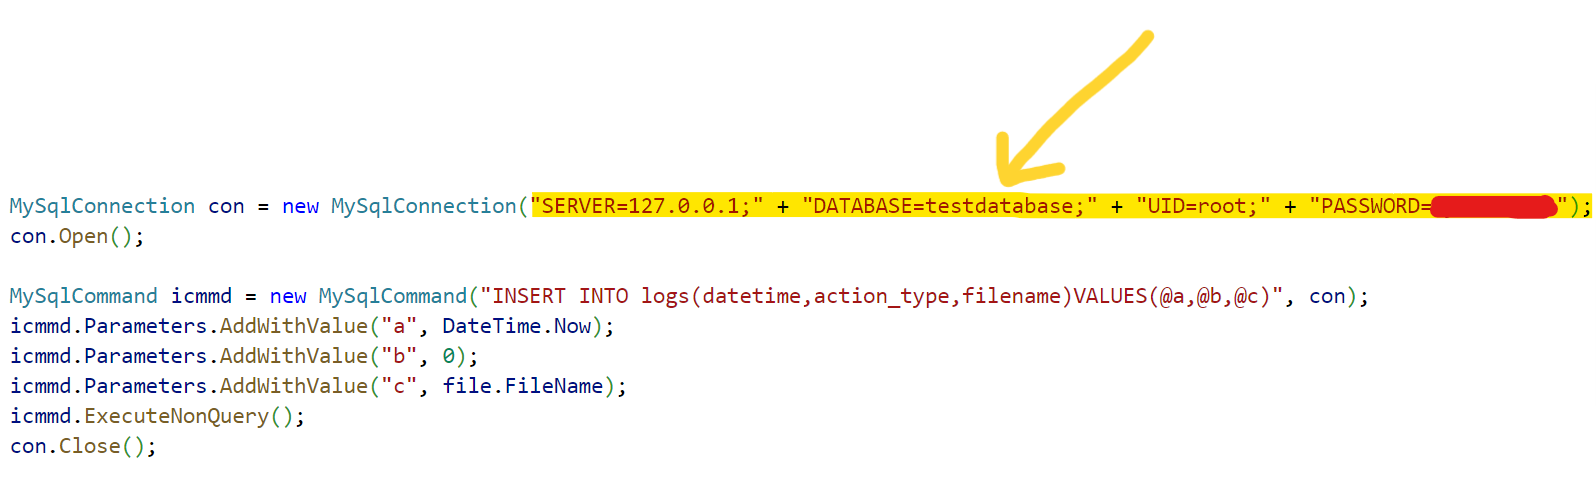 MySqlConnection con = new MySqlConnection("SERVER=127.0.0.1;" + "DATABASE=testdatabase;" + "UID=root;" + "PASSWORD=");
con.Open();
MySqlCommand icmmd = new MySqlCommand("INSERT INTO logs(datetime,action_type,filename)VALUES(@a,@b,@c)", con);
icmmd.Parameters.AddWithValue("a", DateTime.Now);
icmmd.Parameters.AddWithValue("b", 0);
icmmd.Parameters.AddWithValue("c", file.FileName);
icmmd.ExecuteNonQuery();
con.Close();